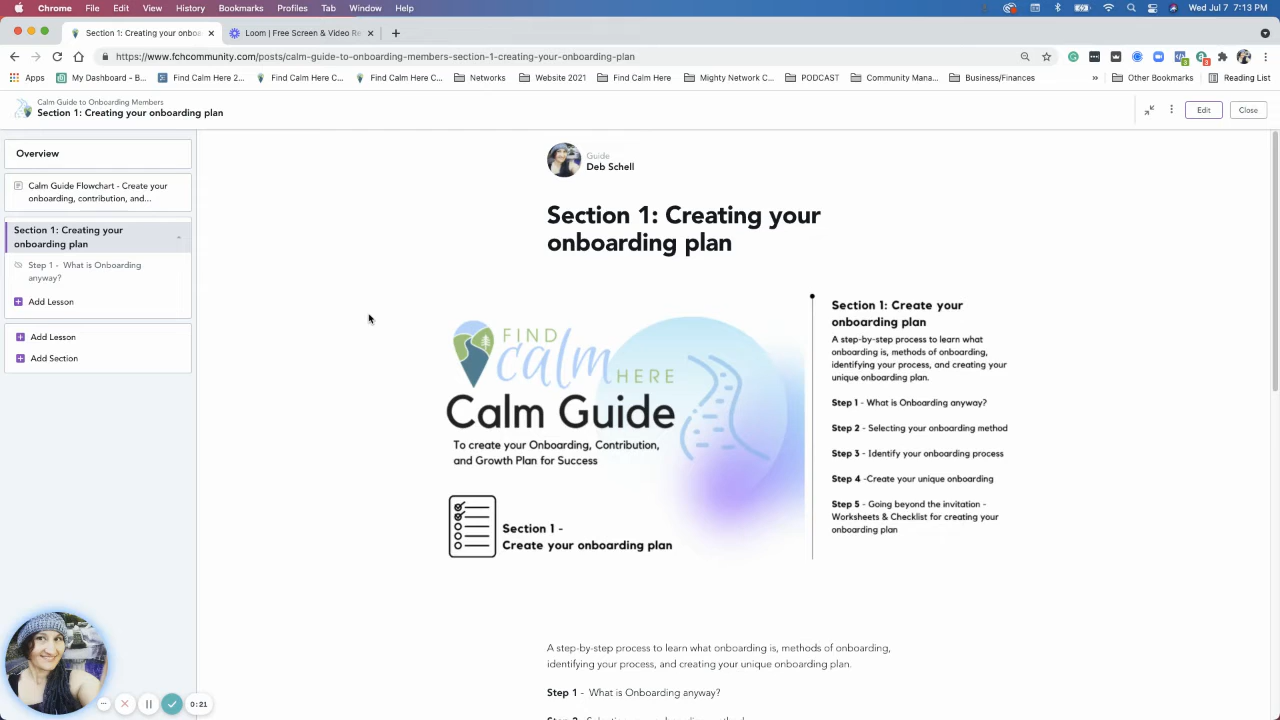 Chrome File Edit View History Bookmarks Profiles Tab Window Help
Wed Jul 7 7:13 PM
Section 1: Creating your onbo
Loom | Free Screen & Video Re
https://www.fchcommunity.com/posts/calm-guide-to-onboarding-members-section-1-creating-your-onboarding-plan
Apps My Dashboard - B... Find Calm Here 2... Find Calm Here C... Find Calm Here C... Networks Website 2021 Find Calm Here Mighty Network C... PODCAST Community Mana... Business/Finances » Other Bookmarks Reading List
Calm Guide to Onboarding Members
Section 1: Creating your onboarding plan
Edit
Close
Overview
Calm Guide Flowchart - Create your
onboarding, contribution, and...
Section 1: Creating your
onboarding plan
Step 1 - What is Onboarding
anyway?
Add Lesson
Add Lesson
Add Section
Guide
Deb Schell
Section 1: Creating your
onboarding plan
FIND
calm
HERE
Calm Guide
To create your Onboarding, Contribution,
and Growth Plan for Success
Section 1 -
Create your onboarding plan
Section 1: Create your
onboarding plan
A step-by-step process to learn what
onboarding is, methods of onboarding,
identifying your process, and creating your
unique onboarding plan.
Step 1 - What is Onboarding anyway?
Step 2 - Selecting your onboarding method
Step 3 - Identify your onboarding process
Step 4 -Create your unique onboarding
Step 5 - Going beyond the invitation -
Worksheets & Checklist for creating your
onboarding plan
A step-by-step process to learn what onboarding is, methods of onboarding,
identifying your process, and creating your unique onboarding plan.
Step 1 - What is Onboarding anyway?
0:21